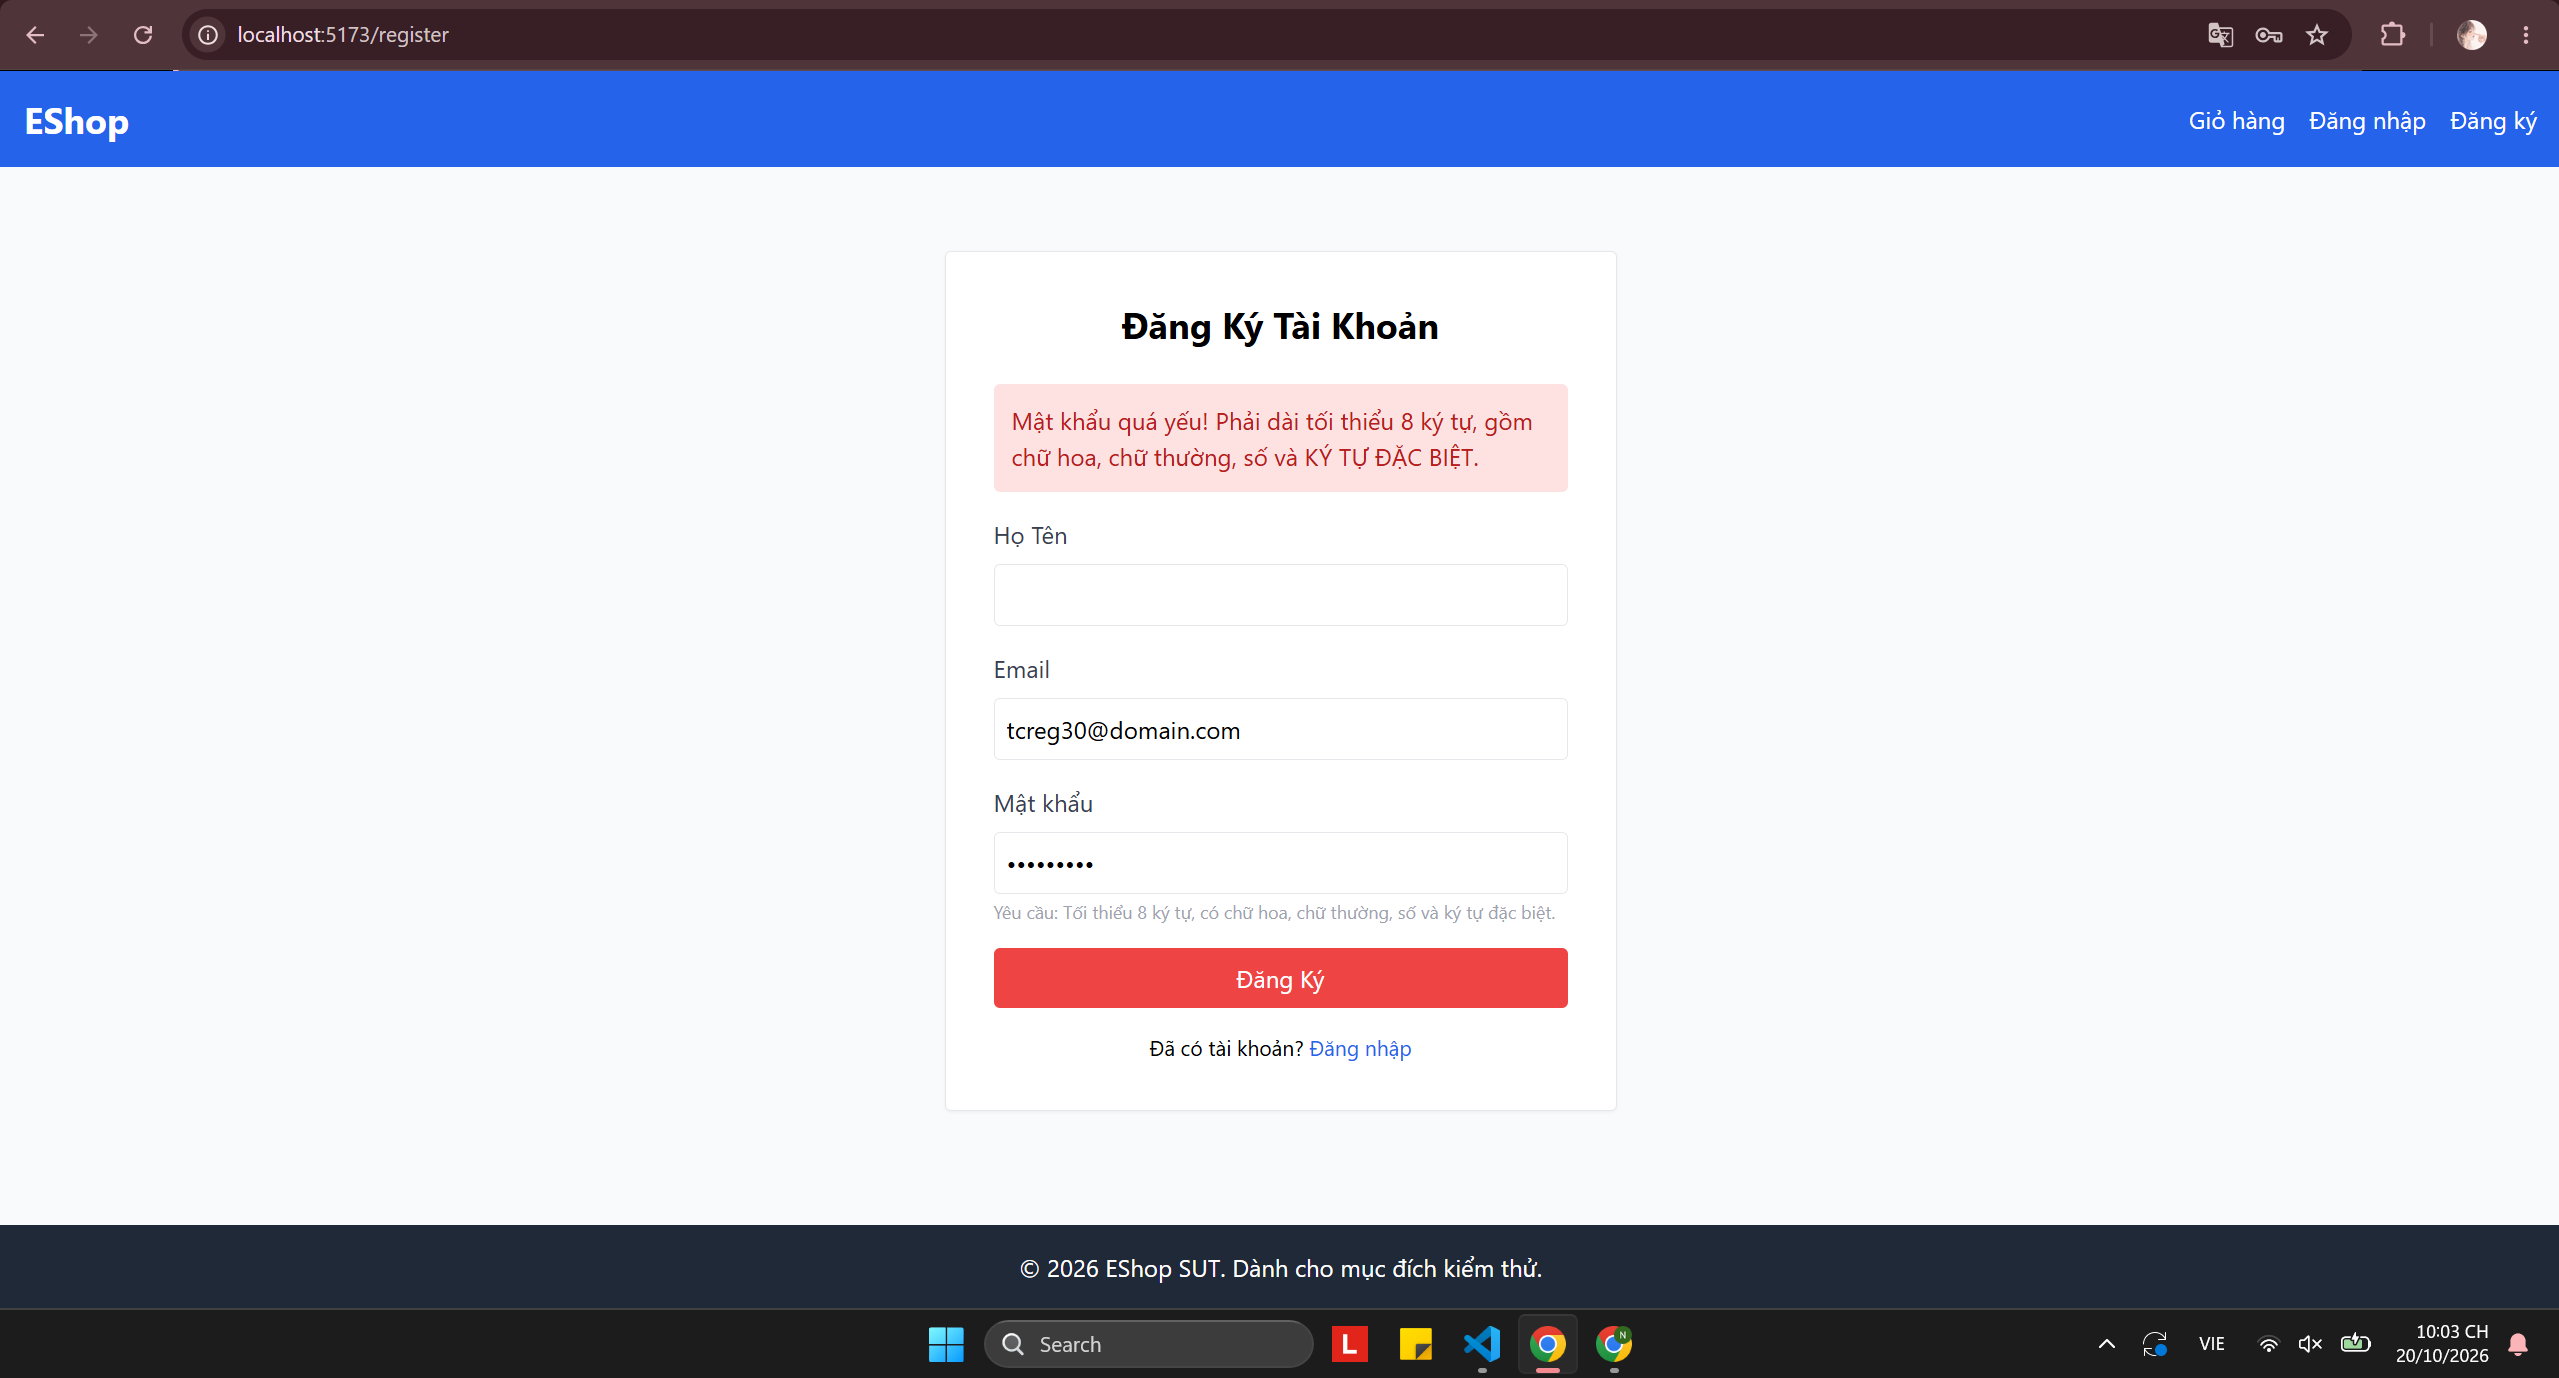 localhost:5173/register
EShop
Giỏ hàng Đăng nhập Đăng ký
Đăng Ký Tài Khoản
Mật khẩu quá yếu! Phải dài tối thiểu 8 ký tự, gồm
chữ hoa, chữ thường, số và KÝ TỰ ĐẶC BIỆT.
Họ Tên
Email
tcreg30@domain.com
Mật khẩu
•••••••••
Yêu cầu: Tối thiểu 8 ký tự, có chữ hoa, chữ thường, số và ký tự đặc biệt.
Đăng Ký
Đã có tài khoản? Đăng nhập
© 2026 EShop SUT. Dành cho mục đích kiểm thử.
Search
L
N
VIE
10:03 CH
20/10/2026